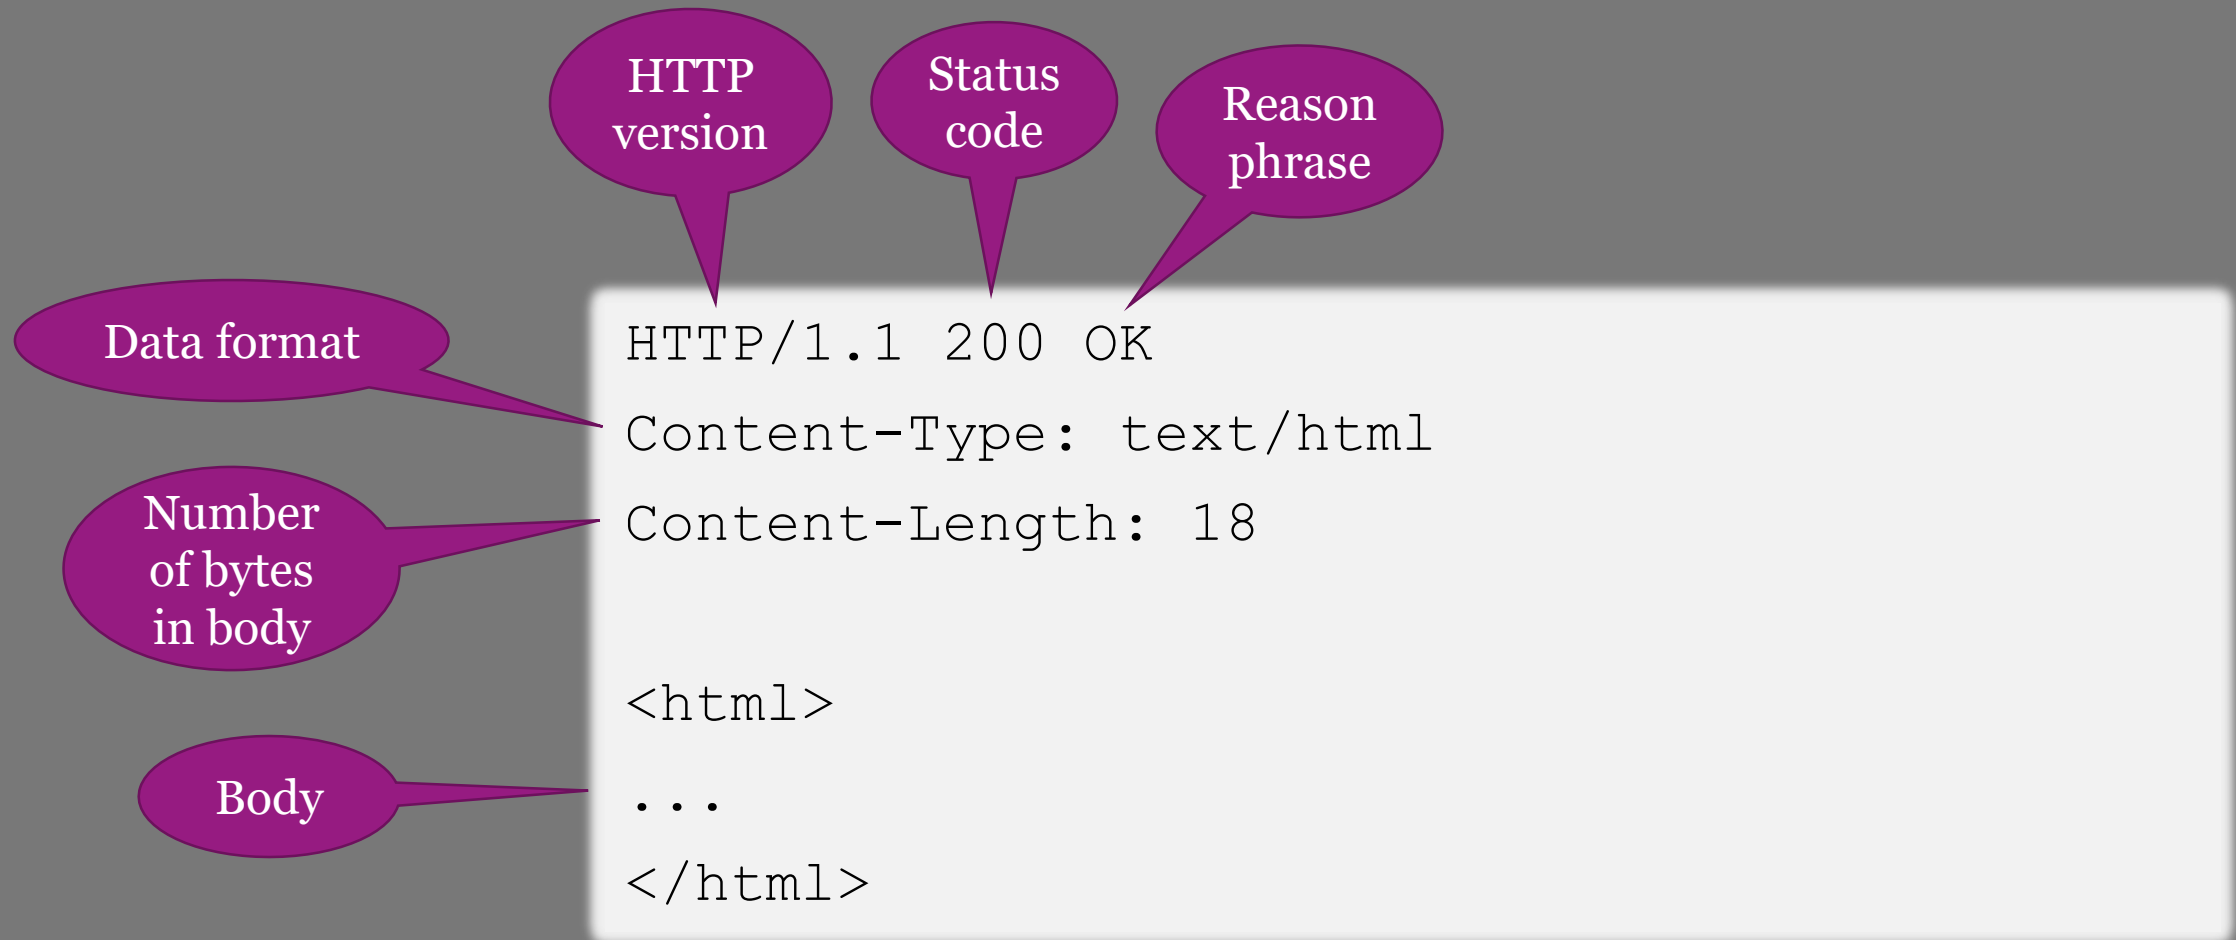 HTTP
version
Status
code
Reason
phrase
Data format
Number
of bytes
in body
Body
HTTP/1.1 200 OK
Content-Type: text/html
Content-Length: 18
<html>
...
</html>